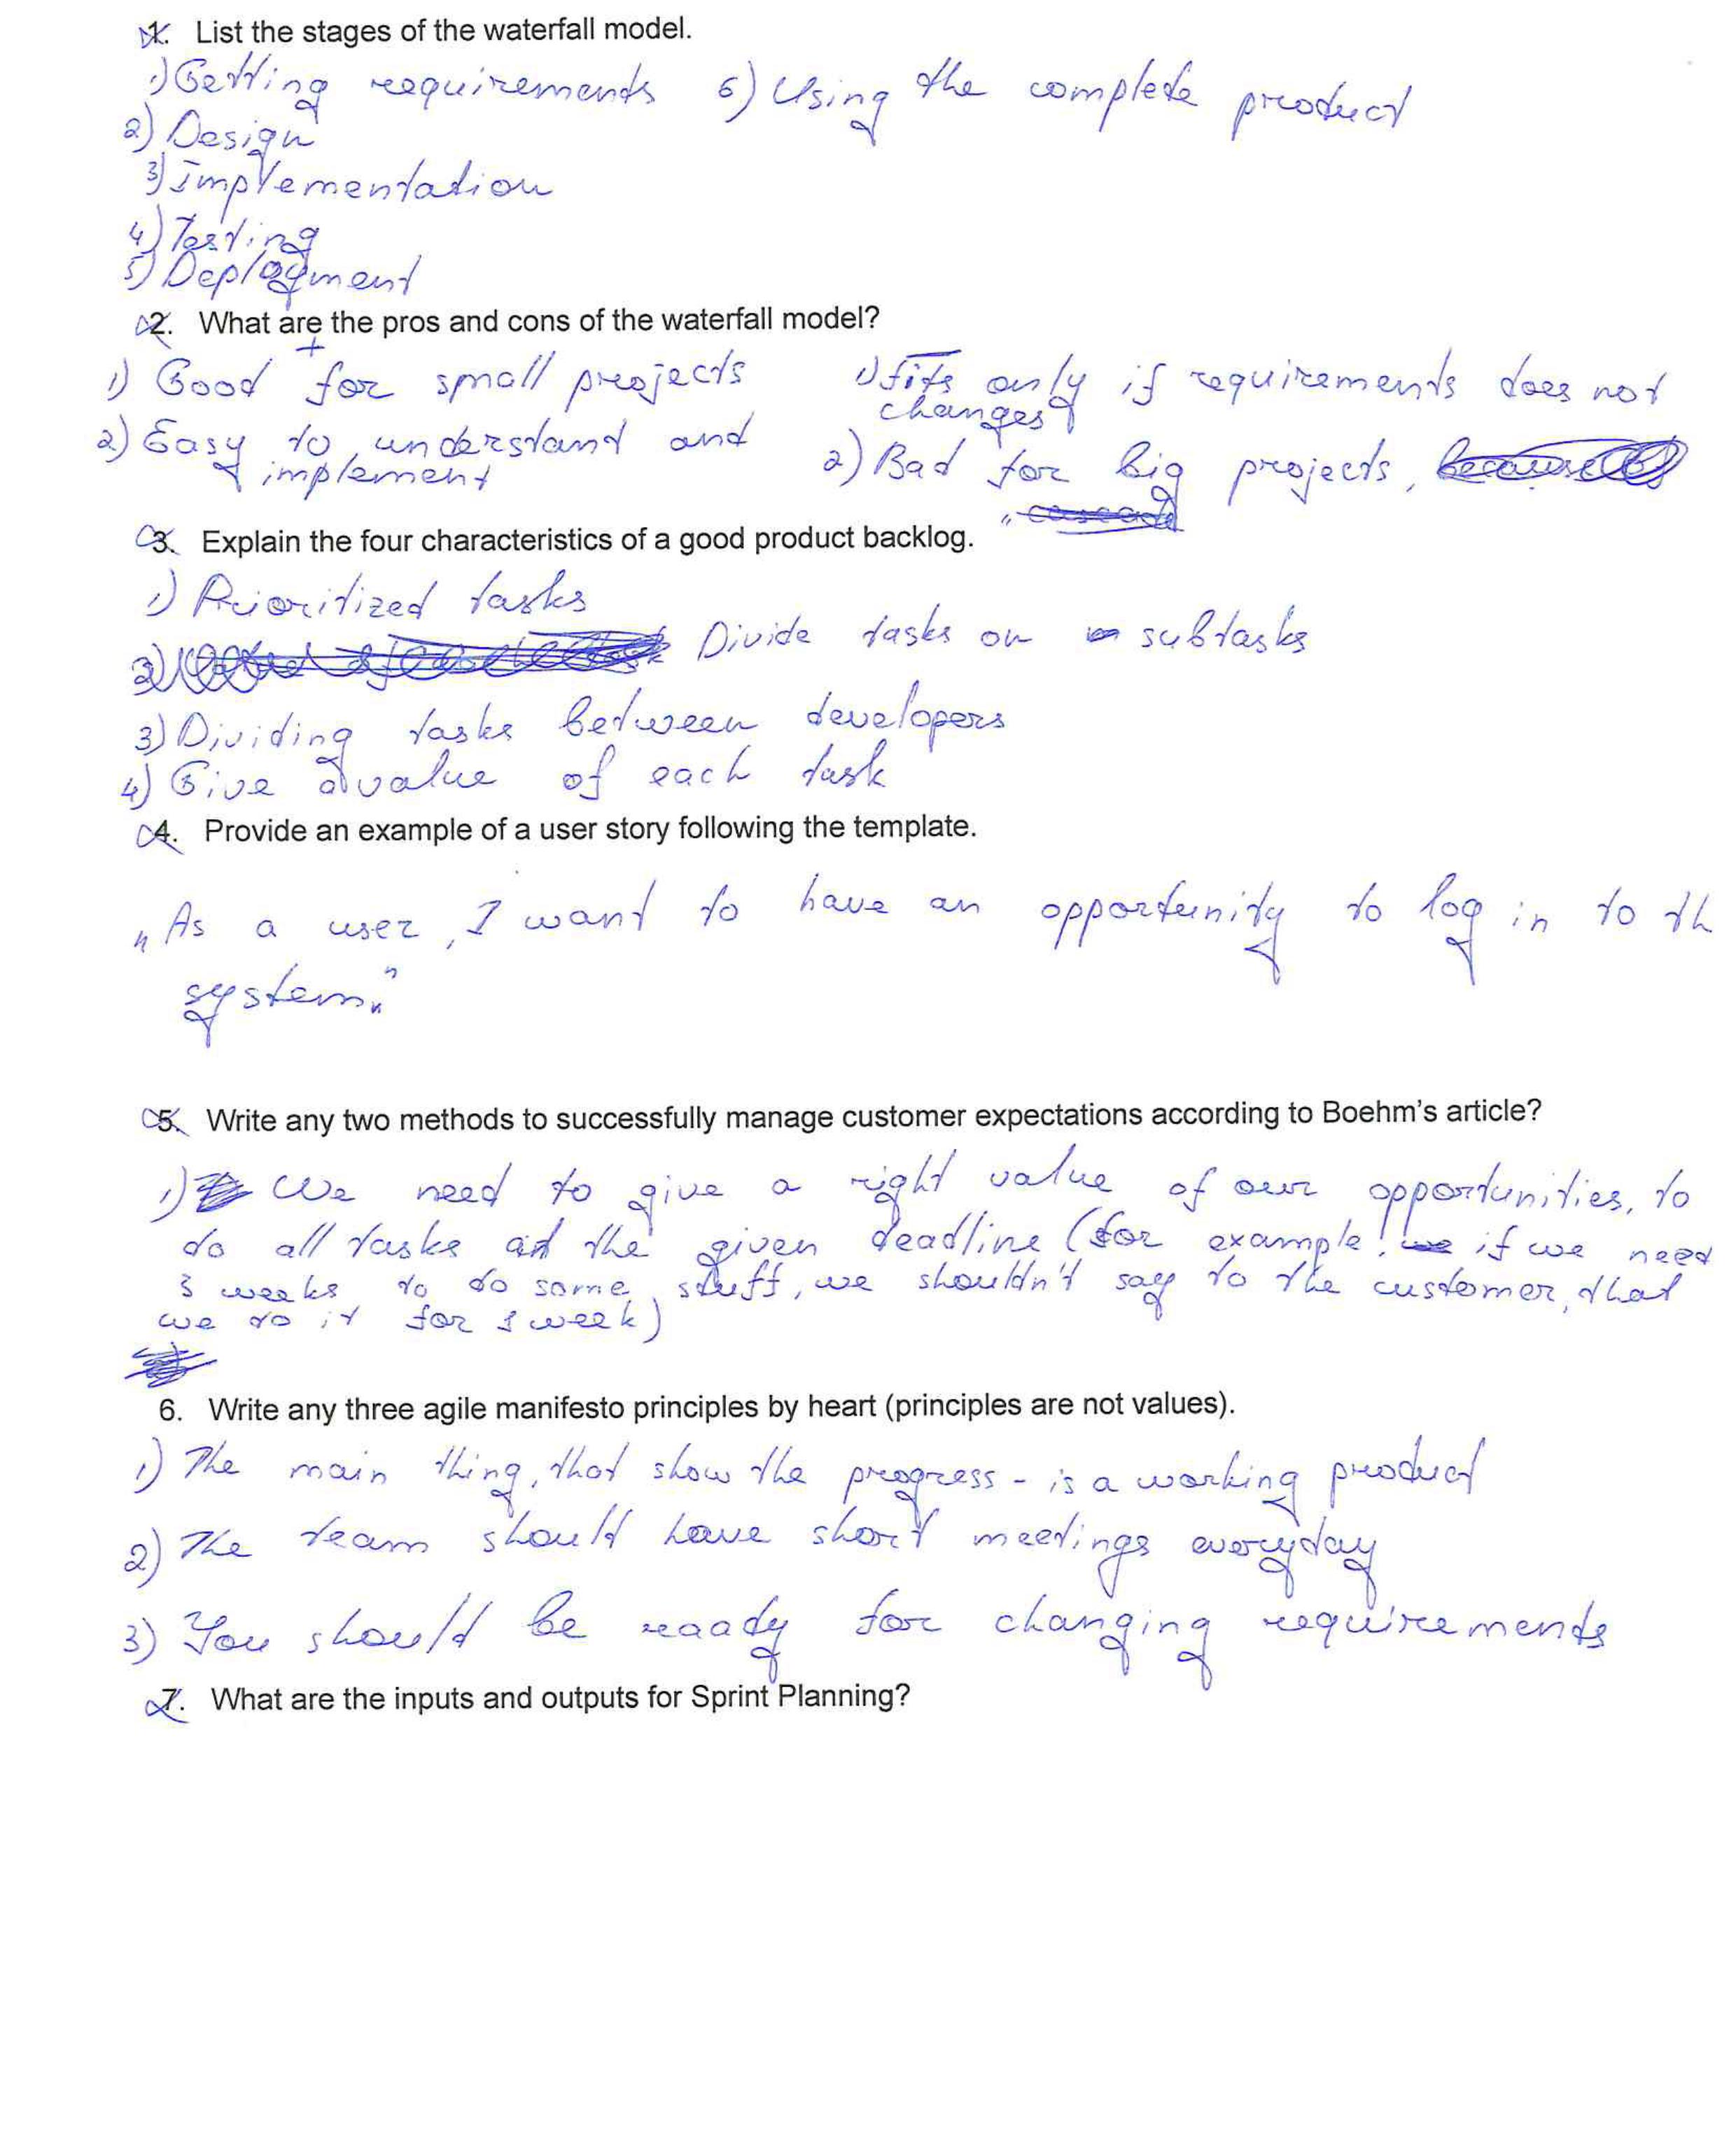 1. List the stages of the waterfall model.
1) Getting requirements 6) Using the complete product
2) Design
3) implementation
4) Testing
5) Deployment
2. What are the pros and cons of the waterfall model?
+ –
1) Good for small projects 1) fits only if requirements does not
changes
2) Easy to understand and 2) Bad for big projects,
implement
3. Explain the four characteristics of a good product backlog.
1) Prioritized tasks
2) Divide tasks on subtasks
3) Dividing tasks between developers
4) Give a value of each task
4. Provide an example of a user story following the template.
„As a user, I want to have an opportunity to log in to th
system."
5. Write any two methods to successfully manage customer expectations according to Boehm's article?
1) We need to give a right value of our opportunities, to
do all tasks at the given deadline (for example, if we need
3 weeks to do some stuff, we shouldn't say to the customer, that
we do it for 1 week)
6. Write any three agile manifesto principles by heart (principles are not values).
1) The main thing, that show the progress - is a working product
2) The team should have short meetings everyday
3) You should be ready for changing requirements
7. What are the inputs and outputs for Sprint Planning?